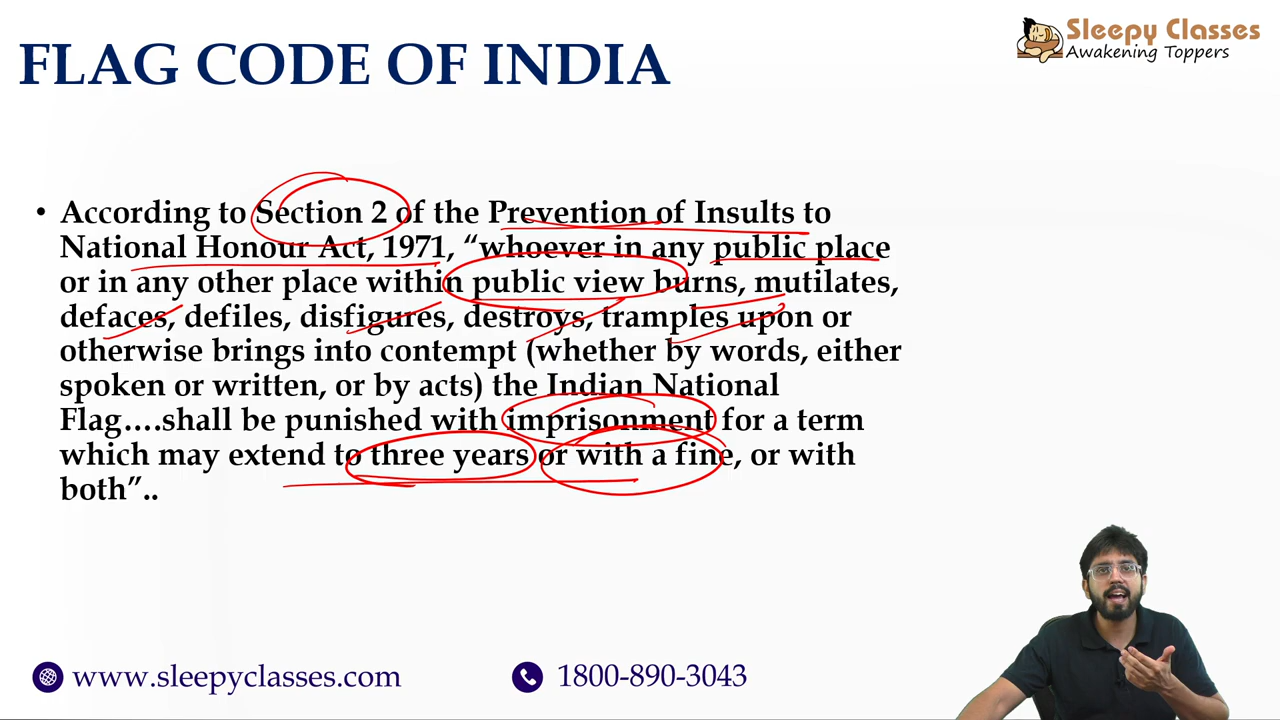 FLAG CODE OF INDIA
Sleepy Classes
Awakening Toppers
• According to Section 2 of the Prevention of Insults to
National Honour Act, 1971, “whoever in any public place
or in any other place within public view burns, mutilates,
defaces, defiles, disfigures, destroys, tramples upon or
otherwise brings into contempt (whether by words, either
spoken or written, or by acts) the Indian National
Flag….shall be punished with imprisonment for a term
which may extend to three years or with a fine, or with
both”..
www.sleepyclasses.com
1800-890-3043